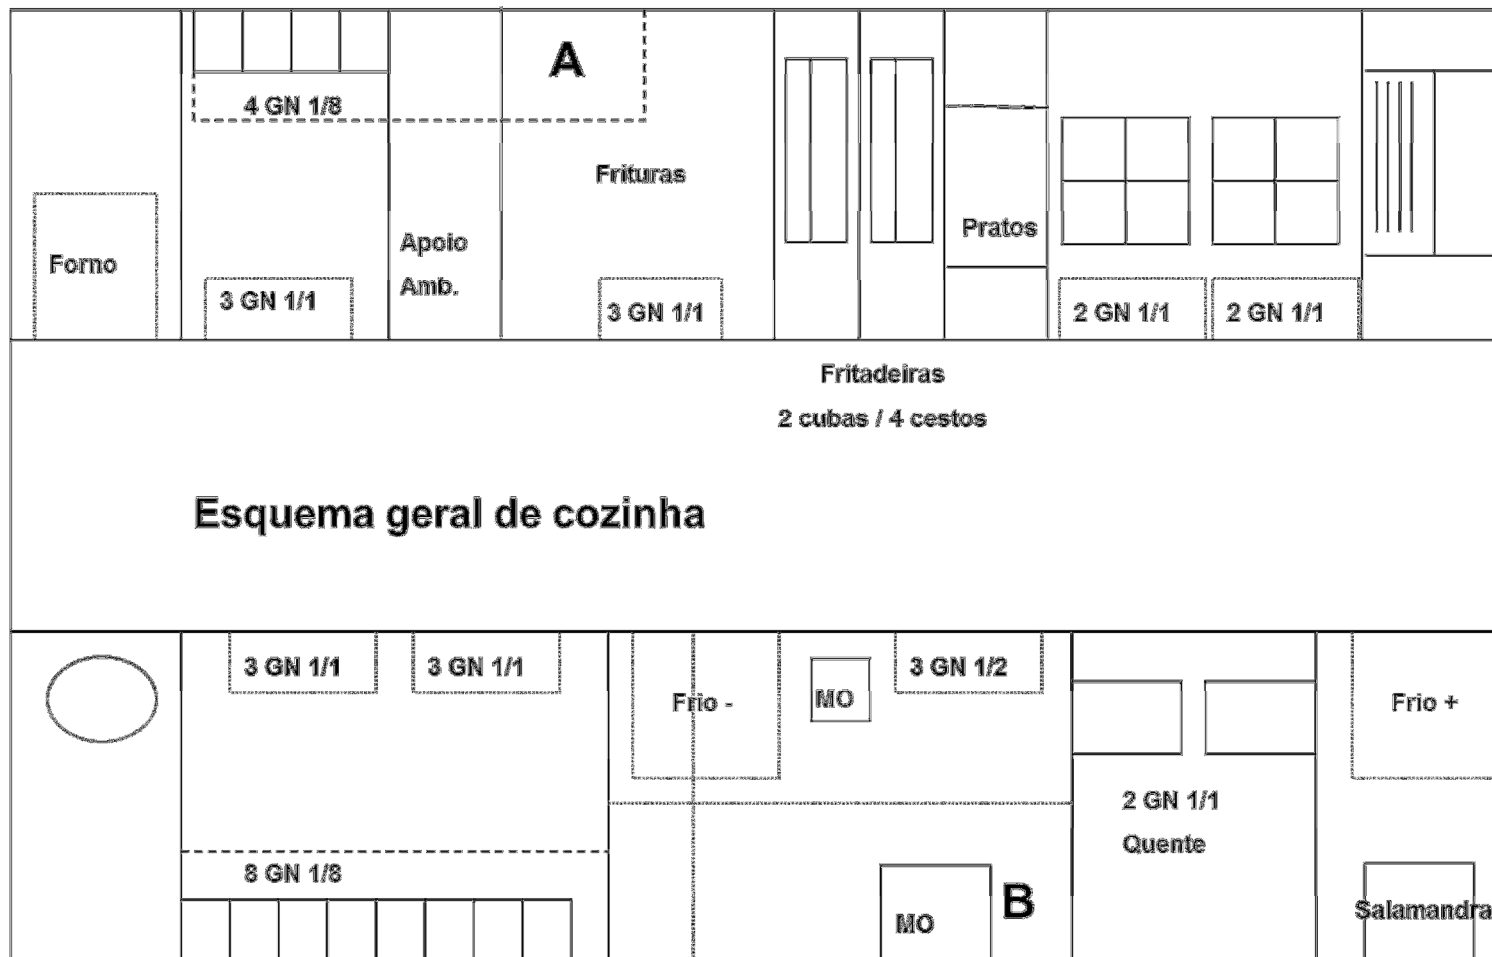 A
4 GN 1/8
Frituras
Pratos
Apoio
Amb.
Forno
3 GN 1/1
3 GN 1/1
2 GN 1/1
2 GN 1/1
Fritadeiras
2 cubas / 4 cestos
Esquema geral de cozinha
3 GN 1/1
3 GN 1/1
Frio -
MO
3 GN 1/2
Frio +
2 GN 1/1
Quente
8 GN 1/8
MO
B
Salamandra